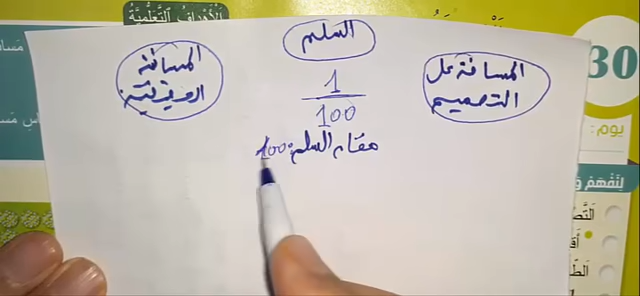 الأهداف التعلمية
30
يوم:
السلم
المسافة على
التصميم
المسافة
الحقيقية
1
100
مقام السلم: 100